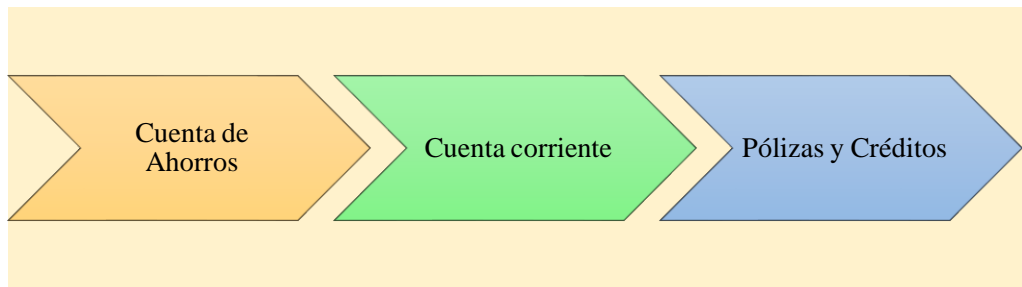 Cuenta de
Ahorros
Cuenta corriente
Pólizas y Créditos